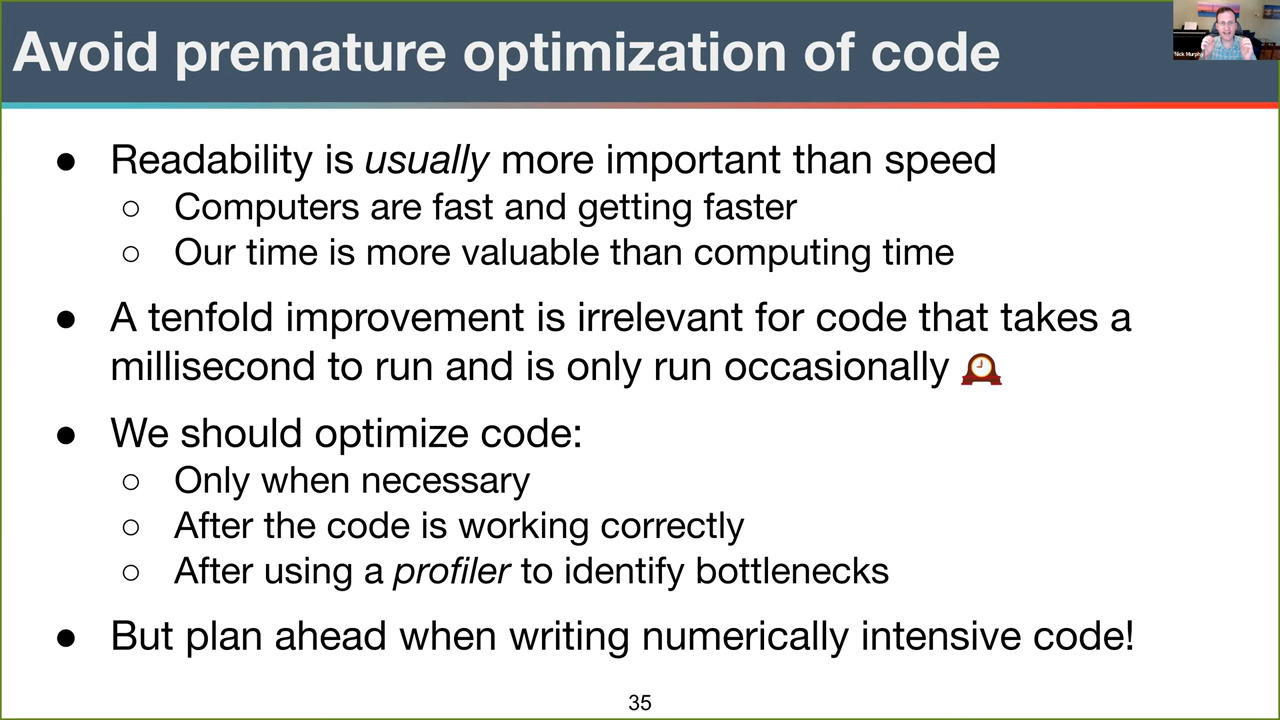 Avoid premature optimization of code
Nick Murphy
● Readability is usually more important than speed
○ Computers are fast and getting faster
○ Our time is more valuable than computing time
● A tenfold improvement is irrelevant for code that takes a
millisecond to run and is only run occasionally 🕰️
● We should optimize code:
○ Only when necessary
○ After the code is working correctly
○ After using a profiler to identify bottlenecks
● But plan ahead when writing numerically intensive code!
35